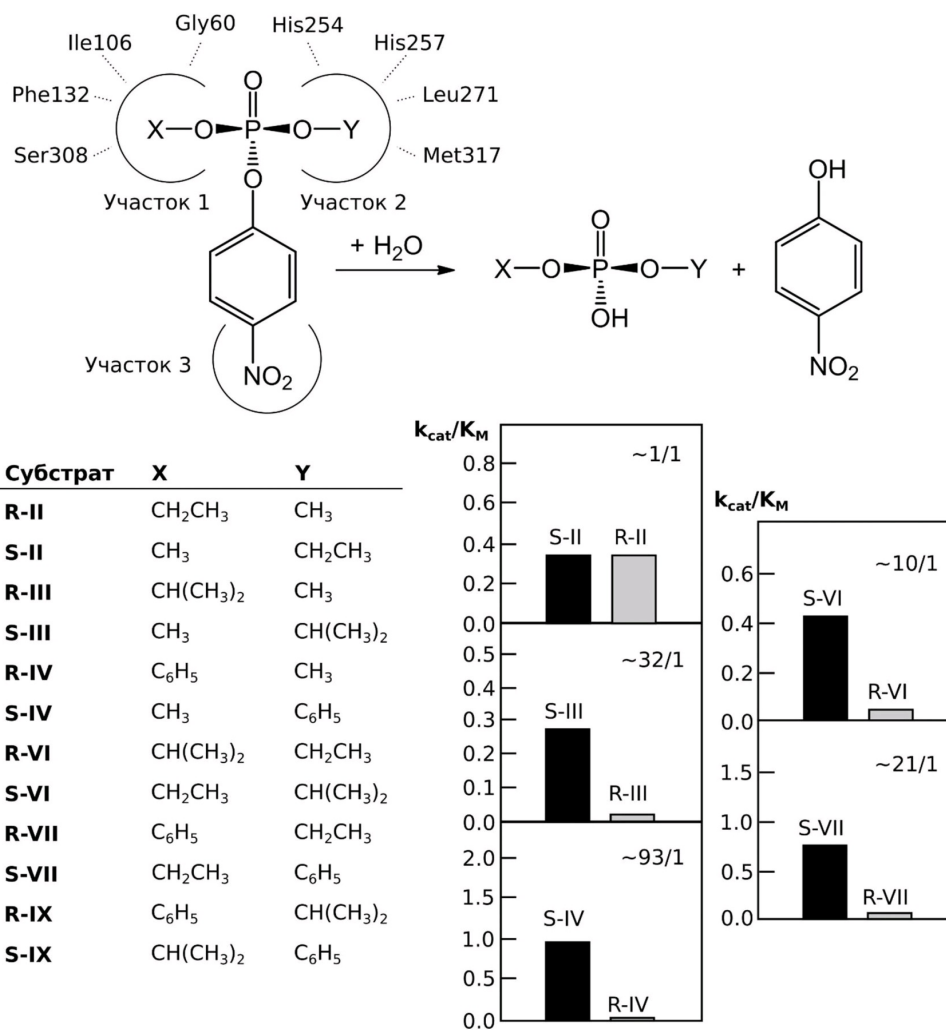 Gly60
His254
Ile106
His257
Phe132
Leu271
Ser308
Met317
O
X—O P O—Y
O
Участок 1
Участок 2
NO₂
Участок 3
+ H₂O
O
X—O P O—Y
OH
+
OH
NO₂
Субстрат X Y
R-II CH₂CH₃ CH₃
S-II CH₃ CH₂CH₃
R-III CH(CH₃)₂ CH₃
S-III CH₃ CH(CH₃)₂
R-IV C₆H₅ CH₃
S-IV CH₃ C₆H₅
R-VI CH(CH₃)₂ CH₂CH₃
S-VI CH₂CH₃ CH(CH₃)₂
R-VII C₆H₅ CH₂CH₃
S-VII CH₂CH₃ C₆H₅
R-IX C₆H₅ CH(CH₃)₂
S-IX CH(CH₃)₂ C₆H₅
k_cat/K_M
~1/1
0.8
0.6
0.4
0.2
0.0
S-II R-II
~32/1
0.5
0.4
0.3
0.2
0.1
0.0
S-III
R-III
~93/1
2.0
1.5
1.0
0.5
0.0
S-IV
R-IV
k_cat/K_M
~10/1
0.6
0.4
0.2
0.0
S-VI
R-VI
~21/1
1.5
1.0
0.5
0.0
S-VII
R-VII